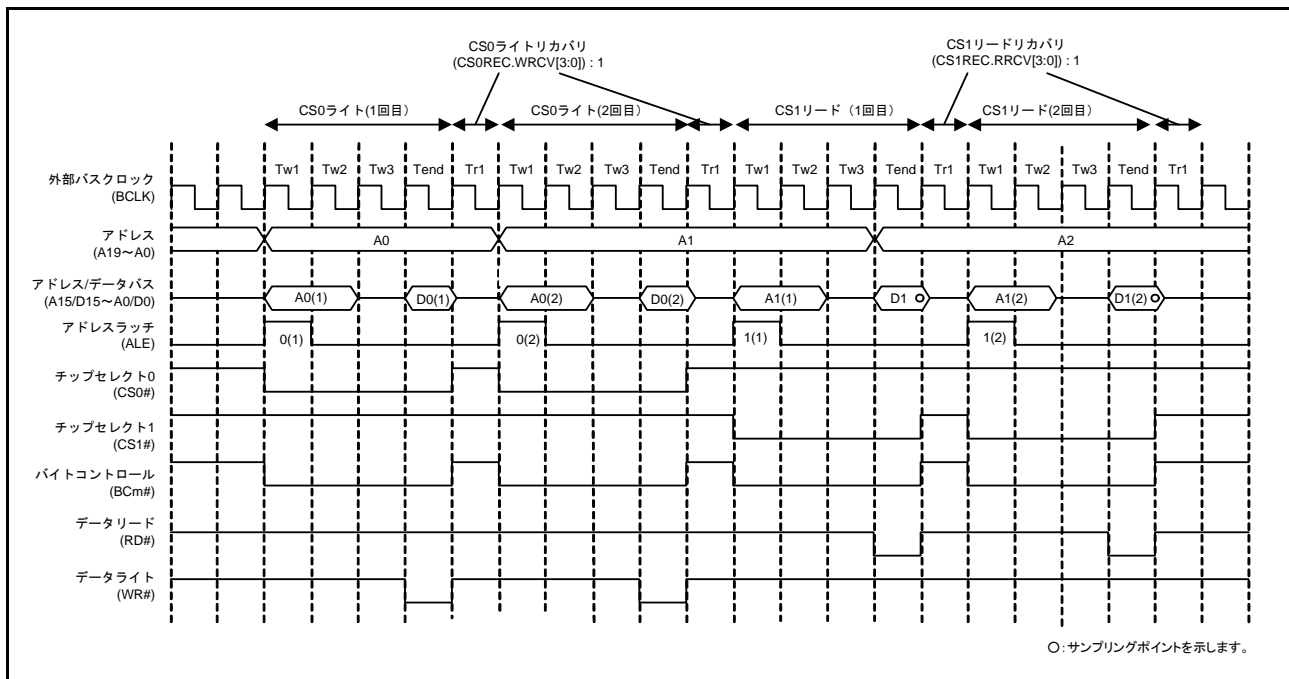 CS0ライトリカバリ
(CS0REC.WRCV[3:0]) : 1
CS1リードリカバリ
(CS1REC.RRCV[3:0]) : 1
CS0ライト(1回目)
CS0ライト(2回目)
CS1リード（1回目）
CS1リード(2回目)
Tw1 Tw2 Tw3 Tend Tr1 Tw1 Tw2 Tw3 Tend Tr1 Tw1 Tw2 Tw3 Tend Tr1 Tw1 Tw2 Tw3 Tend Tr1
外部バスクロック
(BCLK)
アドレス
(A19～A0)
A0 A1 A2
アドレス/データバス
(A15/D15～A0/D0)
A0(1) D0(1) A0(2) D0(2) A1(1) D1 A1(2) D1(2)
アドレスラッチ
(ALE)
0(1) 0(2) 1(1) 1(2)
チップセレクト0
(CS0#)
チップセレクト1
(CS1#)
バイトコントロール
(BCm#)
データリード
(RD#)
データライト
(WR#)
○：サンプリングポイントを示します。